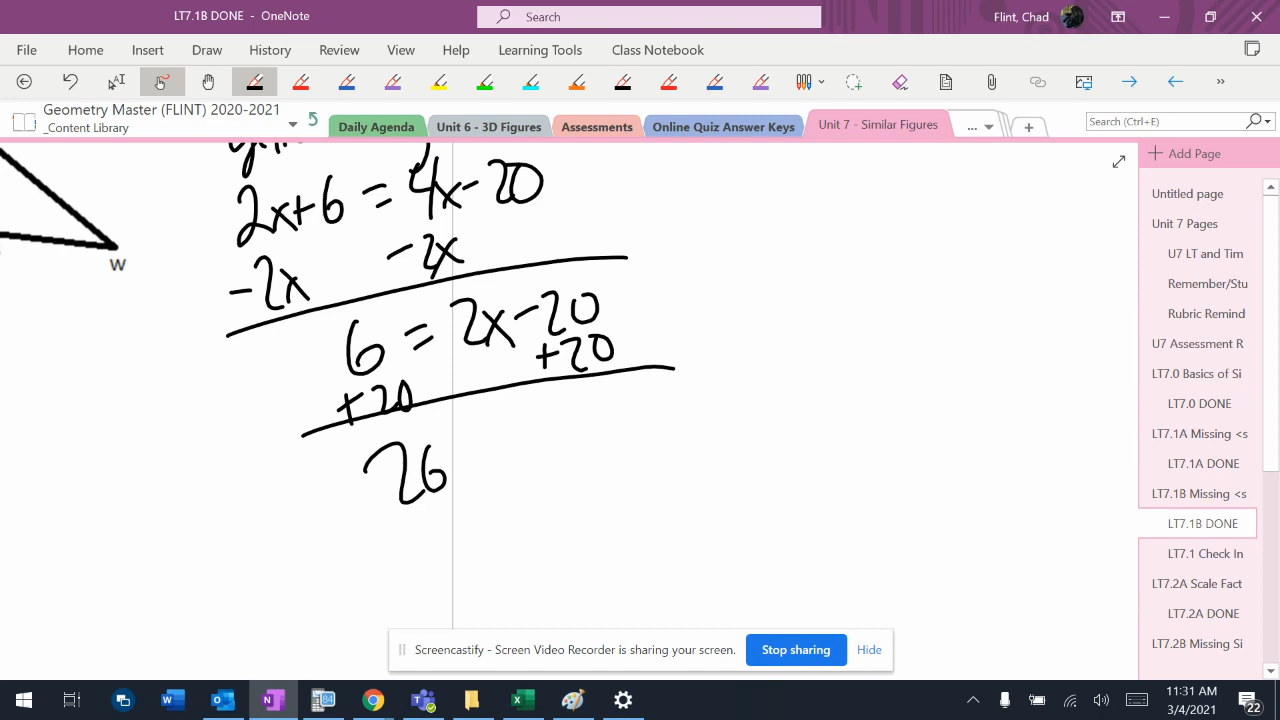 LT7.1B DONE - OneNote
Search
Flint, Chad
File Home Insert Draw History Review View Help Learning Tools Class Notebook
Geometry Master (FLINT) 2020-2021
_Content Library
Daily Agenda
Unit 6 - 3D Figures
Assessments
Online Quiz Answer Keys
Unit 7 - Similar Figures
...
Search (Ctrl+E)
Add Page
Untitled page
Unit 7 Pages
U7 LT and Tim
Remember/Stu
Rubric Remind
U7 Assessment R
LT7.0 Basics of Si
LT7.0 DONE
LT7.1A Missing <s
LT7.1A DONE
LT7.1B Missing <s
LT7.1B DONE
LT7.1 Check In
LT7.2A Scale Fact
LT7.2A DONE
LT7.2B Missing Si
W
2x+6 = 4x-20
-2x -2x
6 = 2x-20
+20 +20
26
Screencastify - Screen Video Recorder is sharing your screen.
Stop sharing
Hide
84
11:31 AM
3/4/2021
22